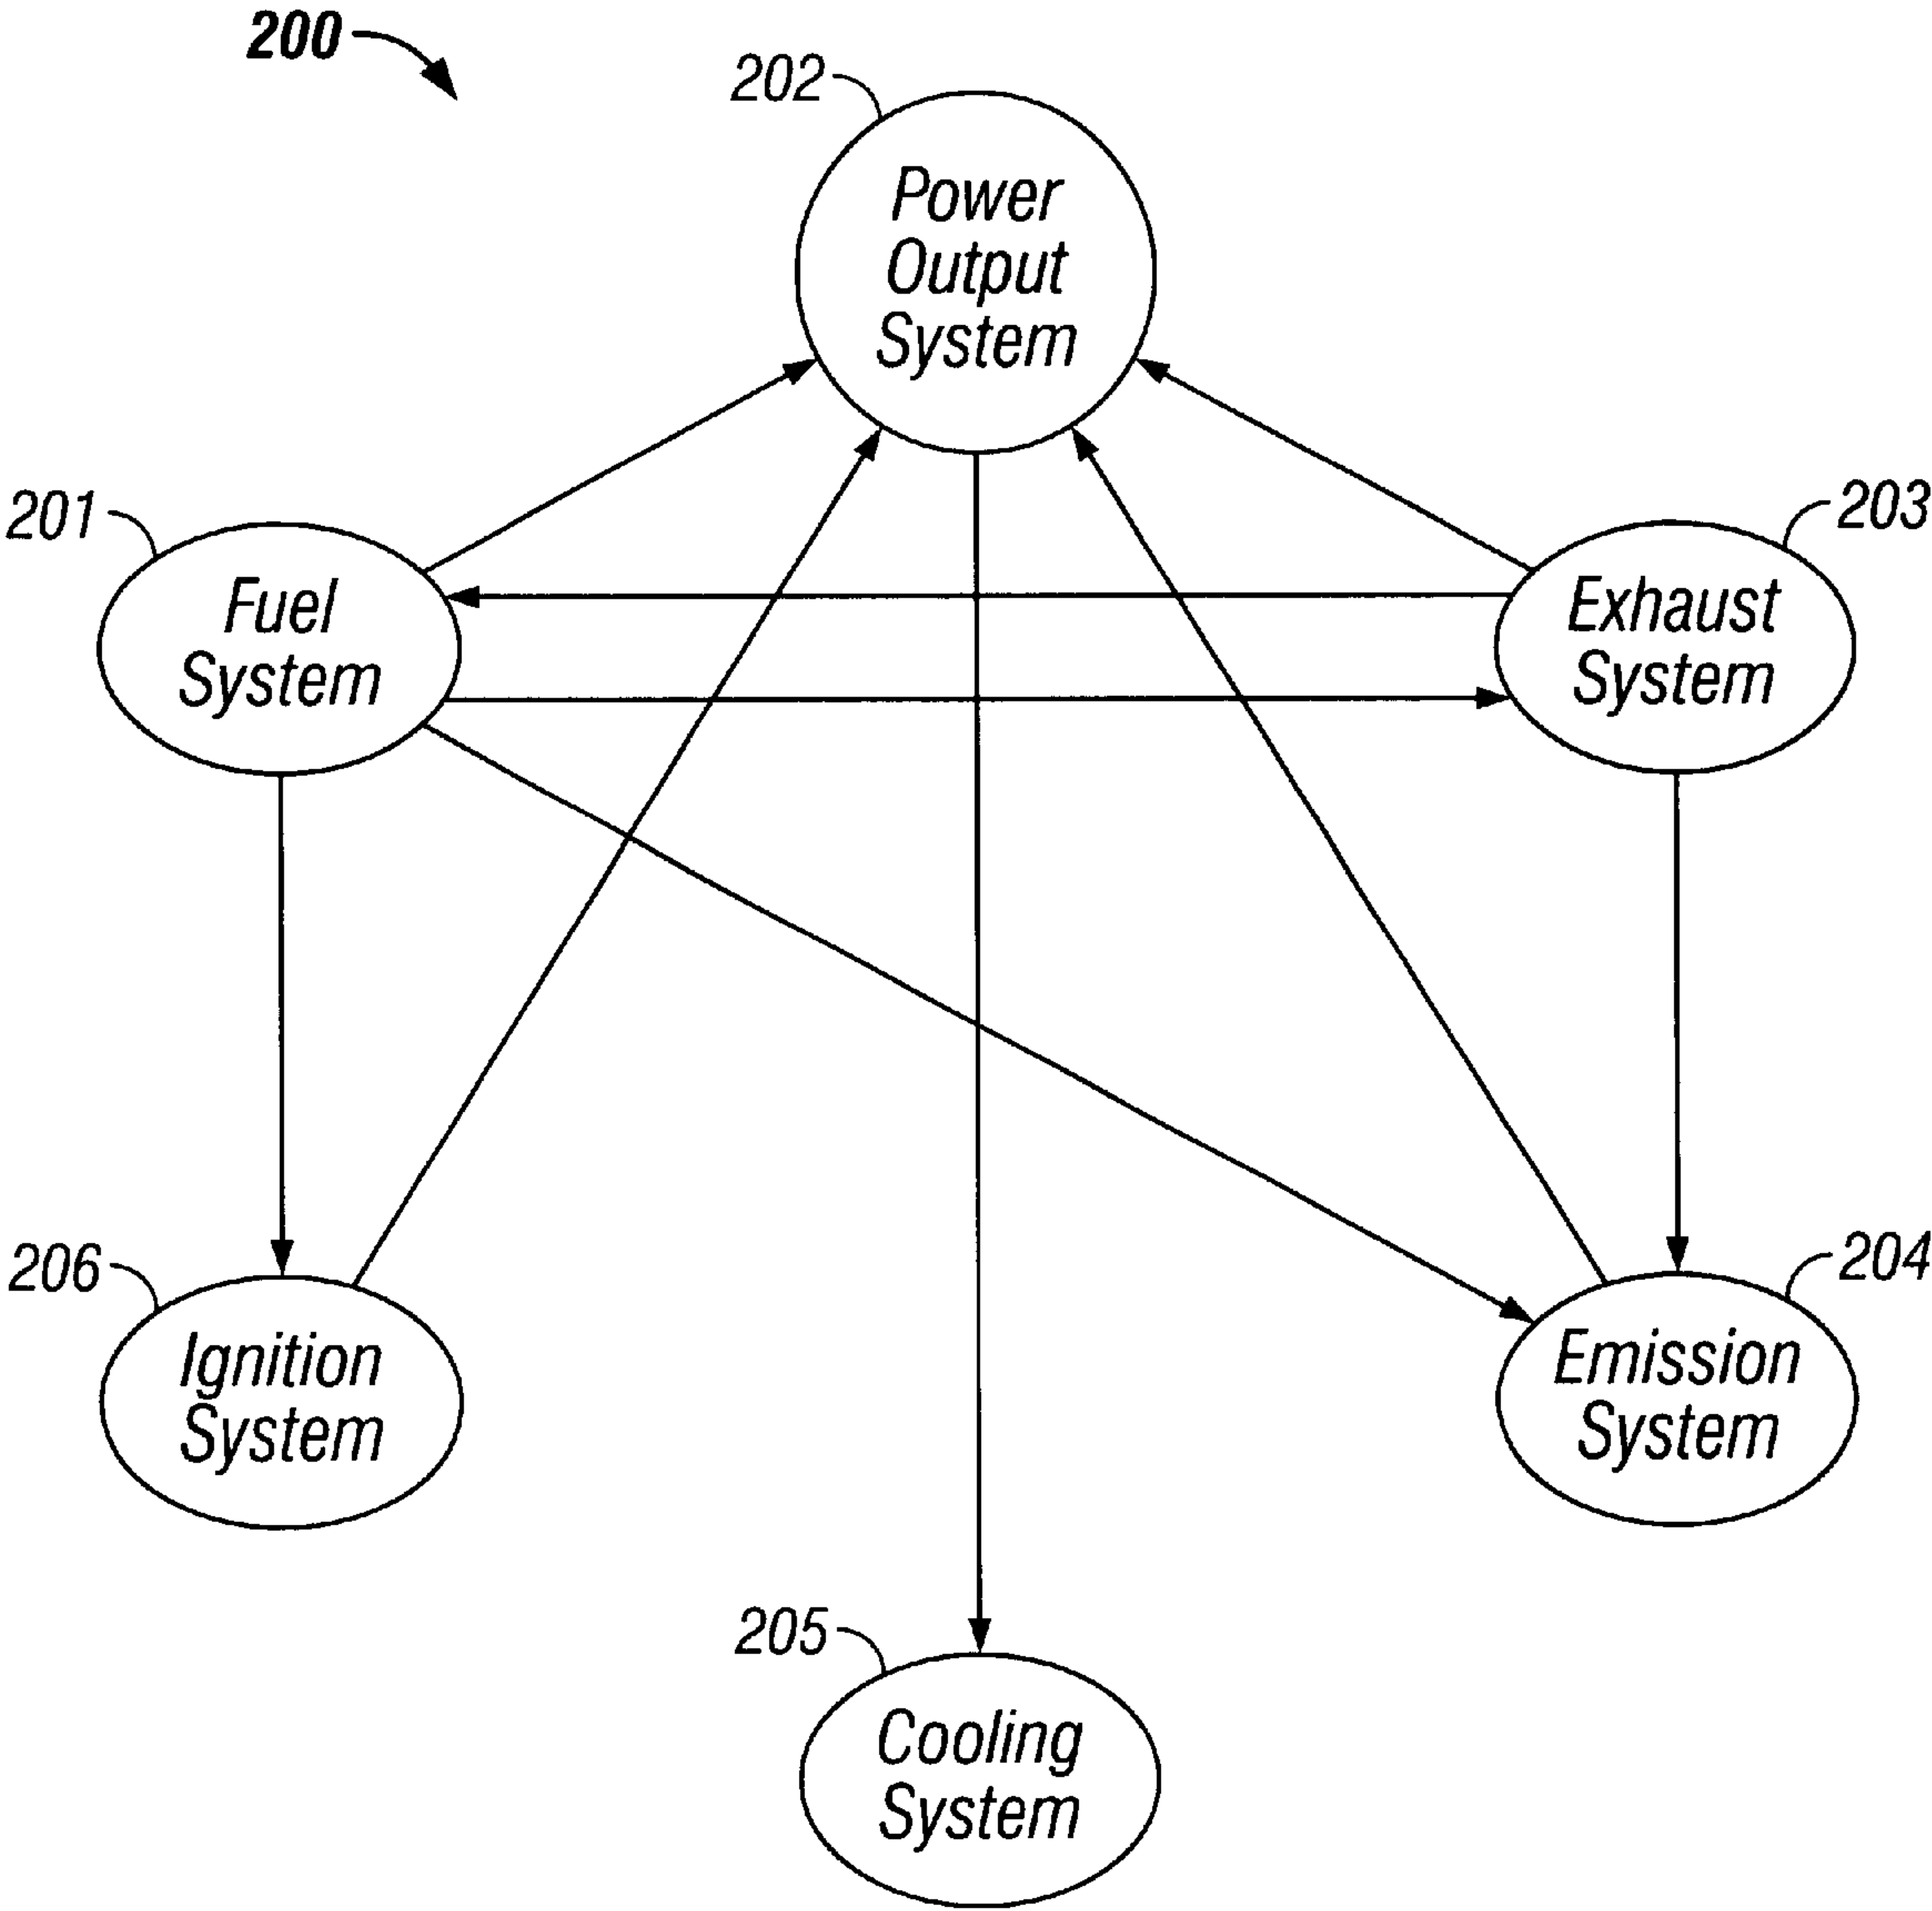 200
202
Power
Output
System
201
Fuel
System
203
Exhaust
System
206
Ignition
System
204
Emission
System
205
Cooling
System